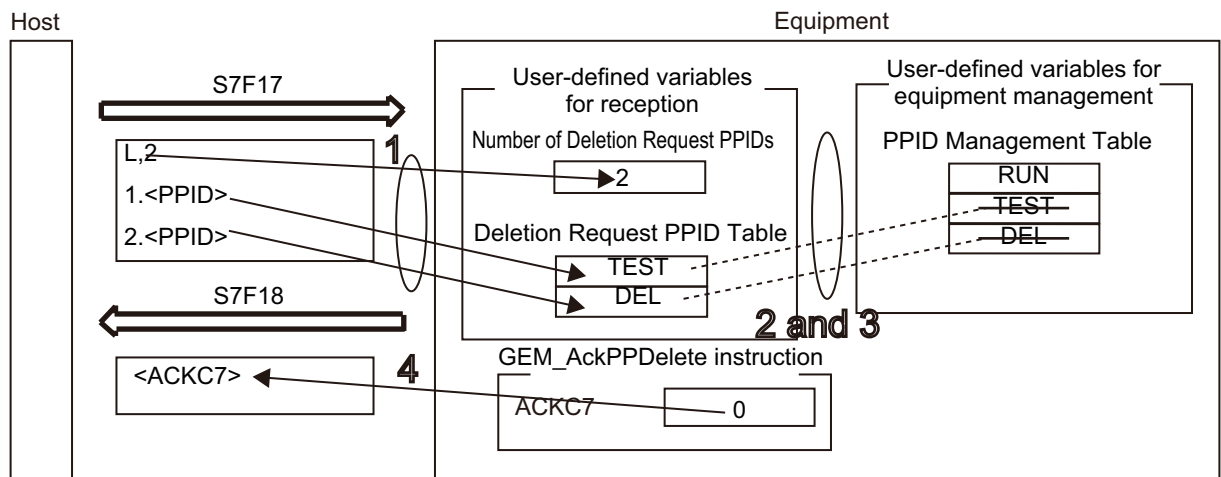 Host
Equipment
S7F17
L,2
1.<PPID>
2.<PPID>
1
User-defined variables
for reception
Number of Deletion Request PPIDs
2
Deletion Request PPID Table
TEST
DEL
User-defined variables for
equipment management
PPID Management Table
RUN
TEST
DEL
2 and 3
S7F18
<ACKC7>
4
GEM_AckPPDelete instruction
ACKC7
0